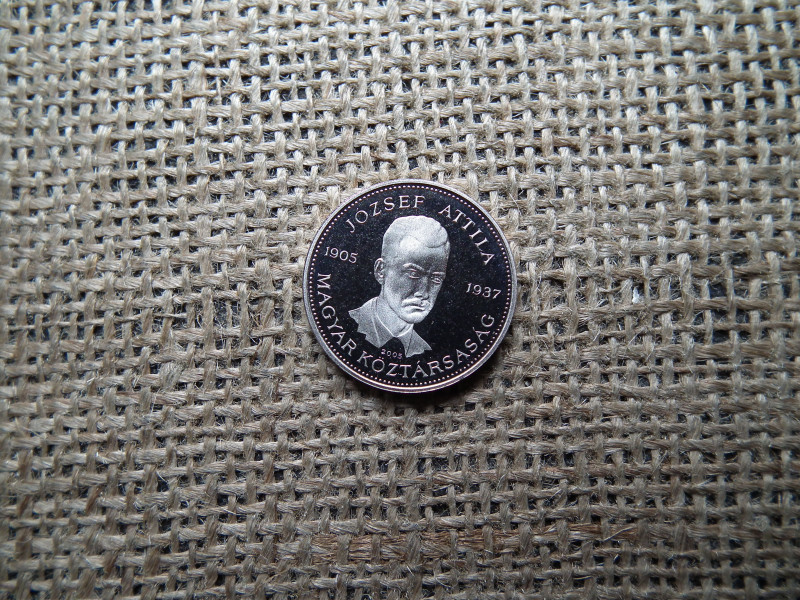 JÓZSEF ATTILA
1905
1937
2005
MAGYAR KÖZTÁRSASÁG